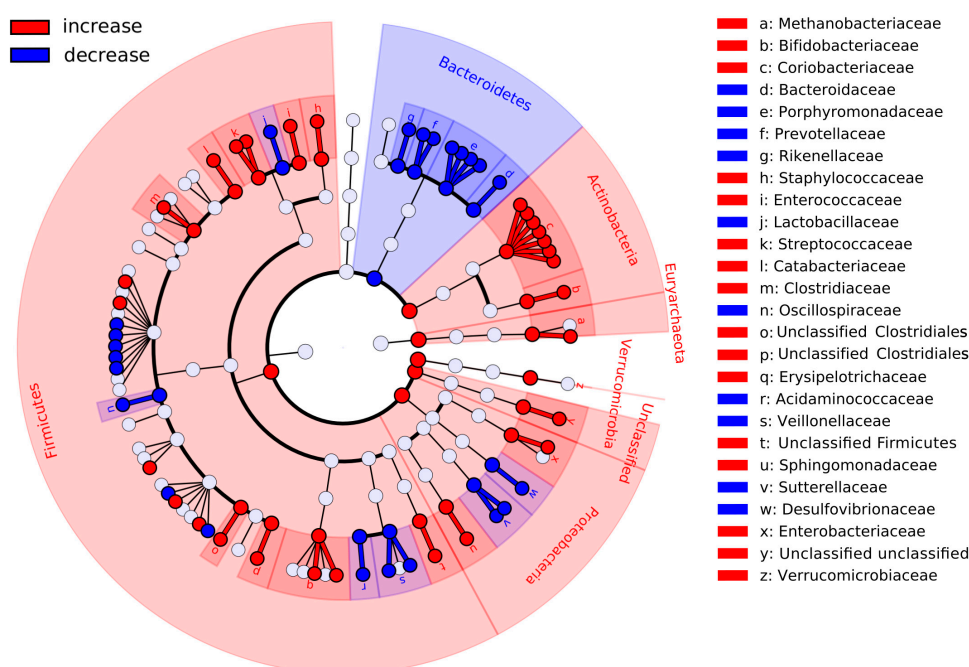 increase
decrease
Bacteroidetes
Actinobacteria
Euryarchaeota
Verrucomicrobia
Unclassified
Proteobacteria
Firmicutes
a
b
c
d
e
f
g
h
i
j
k
l
m
n
o
p
q
r
s
t
u
v
w
x
y
z
a: Methanobacteriaceae
b: Bifidobacteriaceae
c: Coriobacteriaceae
d: Bacteroidaceae
e: Porphyromonadaceae
f: Prevotellaceae
g: Rikenellaceae
h: Staphylococcaceae
i: Enterococcaceae
j: Lactobacillaceae
k: Streptococcaceae
l: Catabacteriaceae
m: Clostridiaceae
n: Oscillospiraceae
o: Unclassified Clostridiales
p: Unclassified Clostridiales
q: Erysipelotrichaceae
r: Acidaminococcaceae
s: Veillonellaceae
t: Unclassified Firmicutes
u: Sphingomonadaceae
v: Sutterellaceae
w: Desulfovibrionaceae
x: Enterobacteriaceae
y: Unclassified unclassified
z: Verrucomicrobiaceae